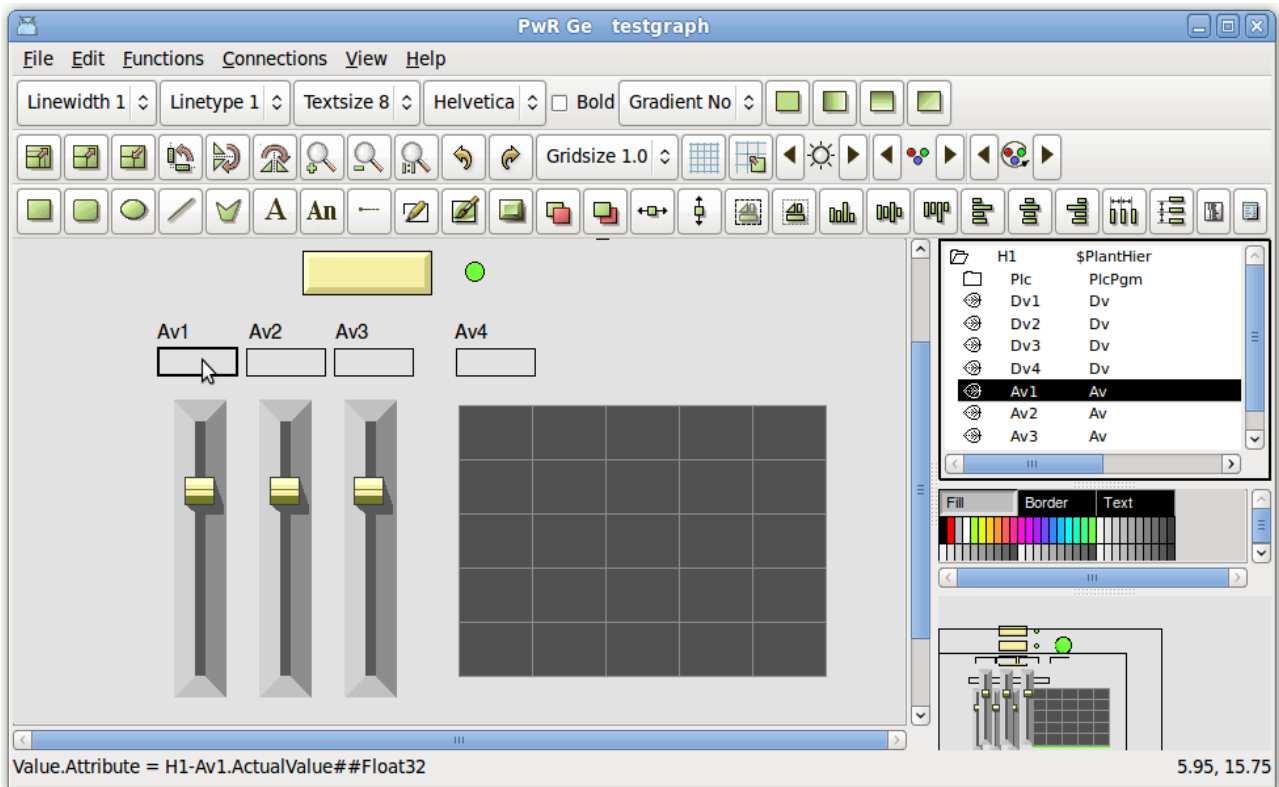 PwR Ge testgraph
File Edit Functions Connections View Help
Linewidth 1 Linetype 1 Textsize 8 Helvetica Bold Gradient No
Gridsize 1.0
A An
Av1 Av2 Av3 Av4
H1 $PlantHier
Plc PlcPgm
Dv1 Dv
Dv2 Dv
Dv3 Dv
Dv4 Dv
Av1 Av
Av2 Av
Av3 Av
Fill Border Text
Value.Attribute = H1-Av1.ActualValue##Float32 5.95, 15.75